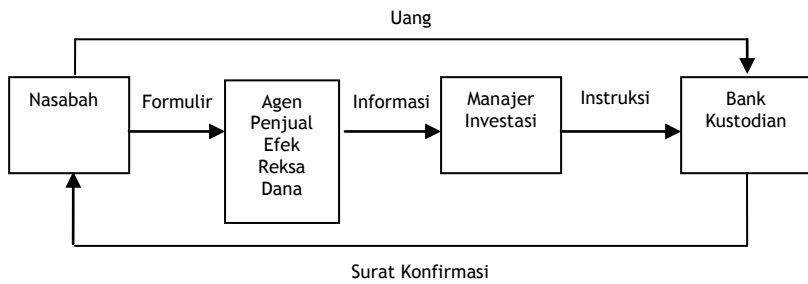 Uang
Nasabah
Formulir
Agen
Penjual
Efek
Reksa
Dana
Informasi
Manajer
Investasi
Instruksi
Bank
Kustodian
Surat Konfirmasi